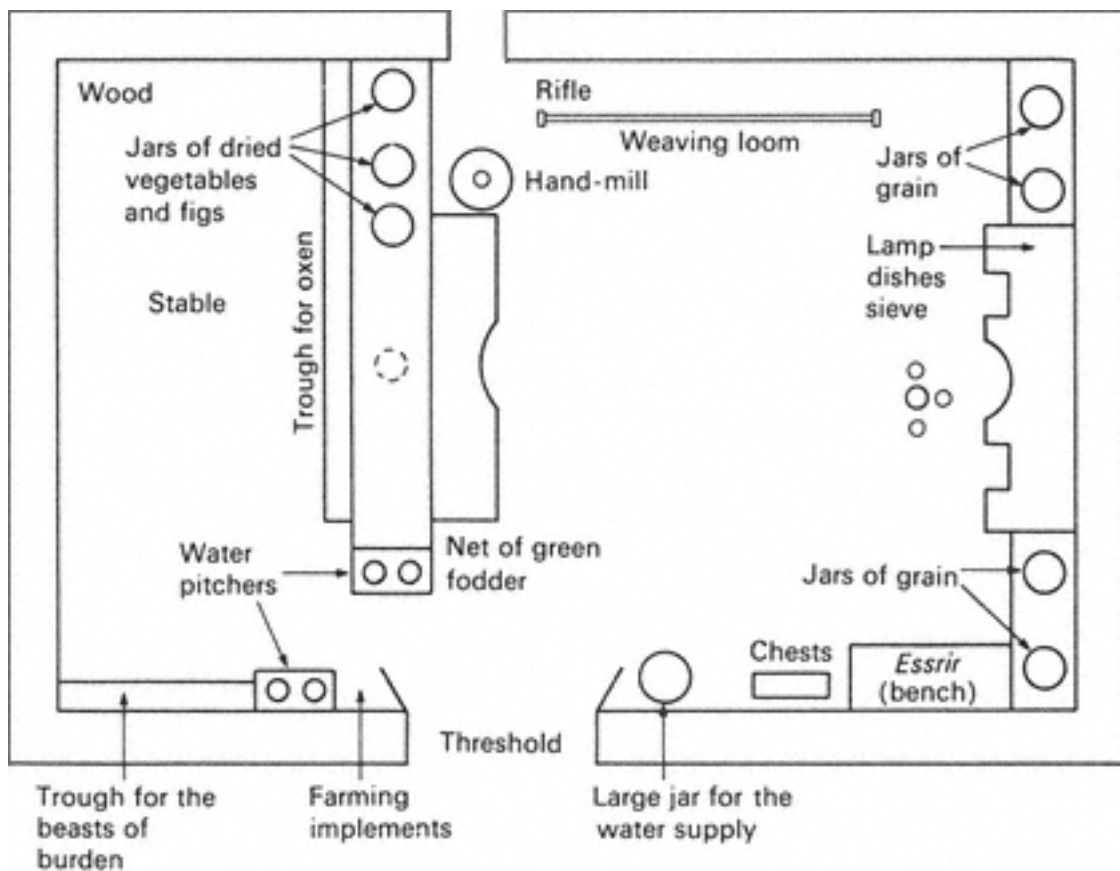 Wood
Jars of dried
vegetables
and figs
Stable
Trough for oxen
Rifle
Weaving loom
Hand-mill
Jars of
grain
Lamp
dishes
sieve
Water
pitchers
Net of green
fodder
Jars of grain
Chests
Essrir
(bench)
Threshold
Trough for the
beasts of
burden
Farming
implements
Large jar for the
water supply